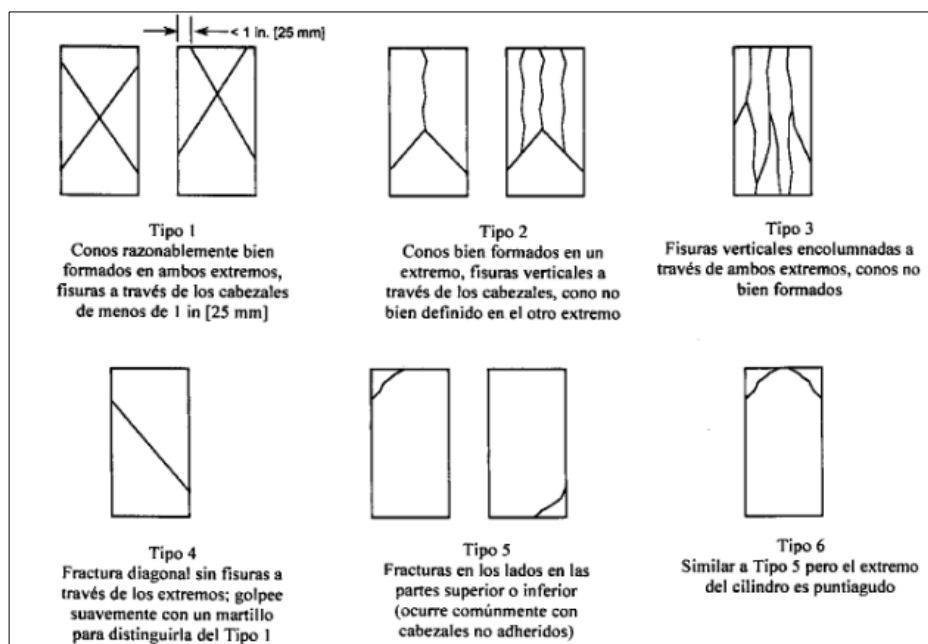 < 1 in. [25 mm]
Tipo 1
Conos razonablemente bien
formados en ambos extremos,
fisuras a través de los cabezales
de menos de 1 in [25 mm]
Tipo 2
Conos bien formados en un
extremo, fisuras verticales a
través de los cabezales, cono no
bien definido en el otro extremo
Tipo 3
Fisuras verticales encolumnadas a
través de ambos extremos, conos no
bien formados
Tipo 4
Fractura diagonal sin fisuras a
través de los extremos; golpee
suavemente con un martillo
para distinguirla del Tipo 1
Tipo 5
Fracturas en los lados en las
partes superior o inferior
(ocurre comúnmente con
cabezales no adheridos)
Tipo 6
Similar a Tipo 5 pero el extremo
del cilindro es puntiagudo